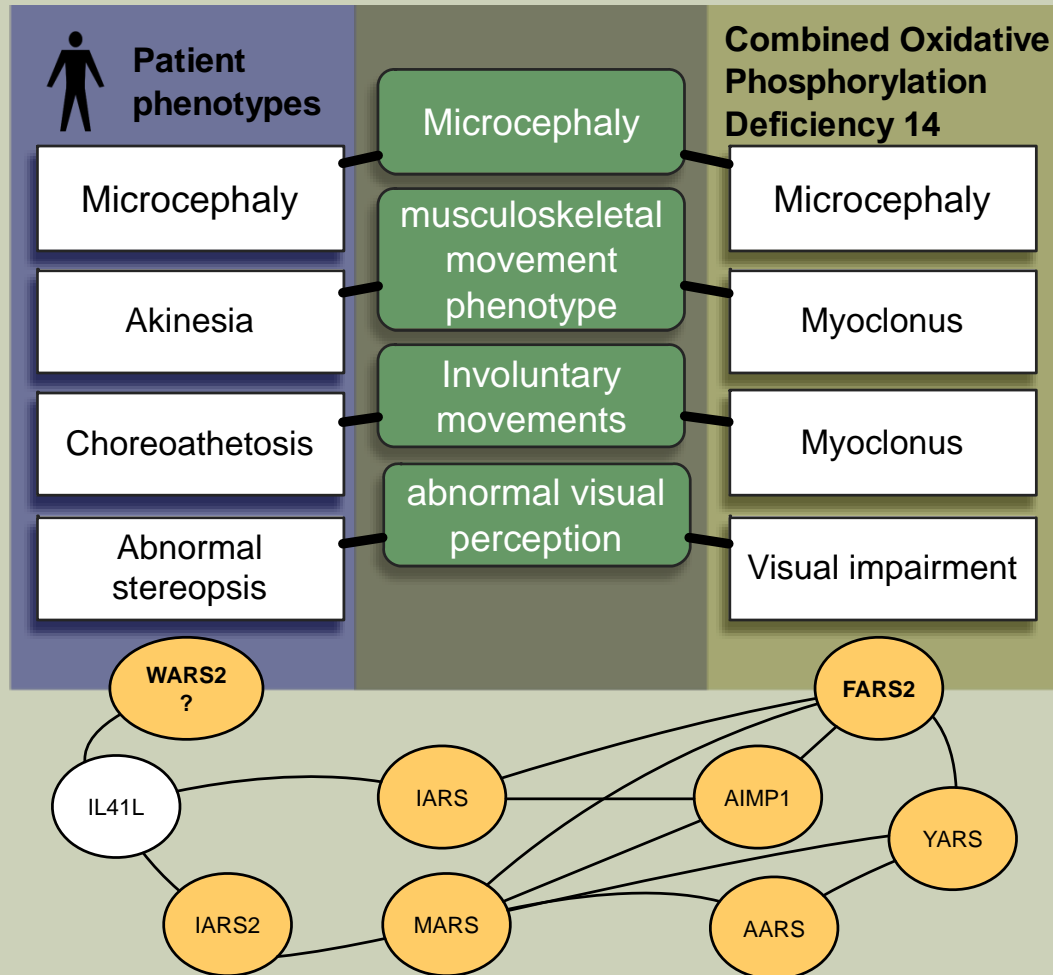 Patient
phenotypes
Combined Oxidative
Phosphorylation
Deficiency 14
Microcephaly
Microcephaly
Microcephaly
Akinesia
musculoskeletal
movement
phenotype
Myoclonus
Choreoathetosis
Involuntary
movements
Myoclonus
Abnormal
stereopsis
abnormal visual
perception
Visual impairment
WARS2
?
FARS2
IL41L
IARS
AIMP1
YARS
IARS2
MARS
AARS